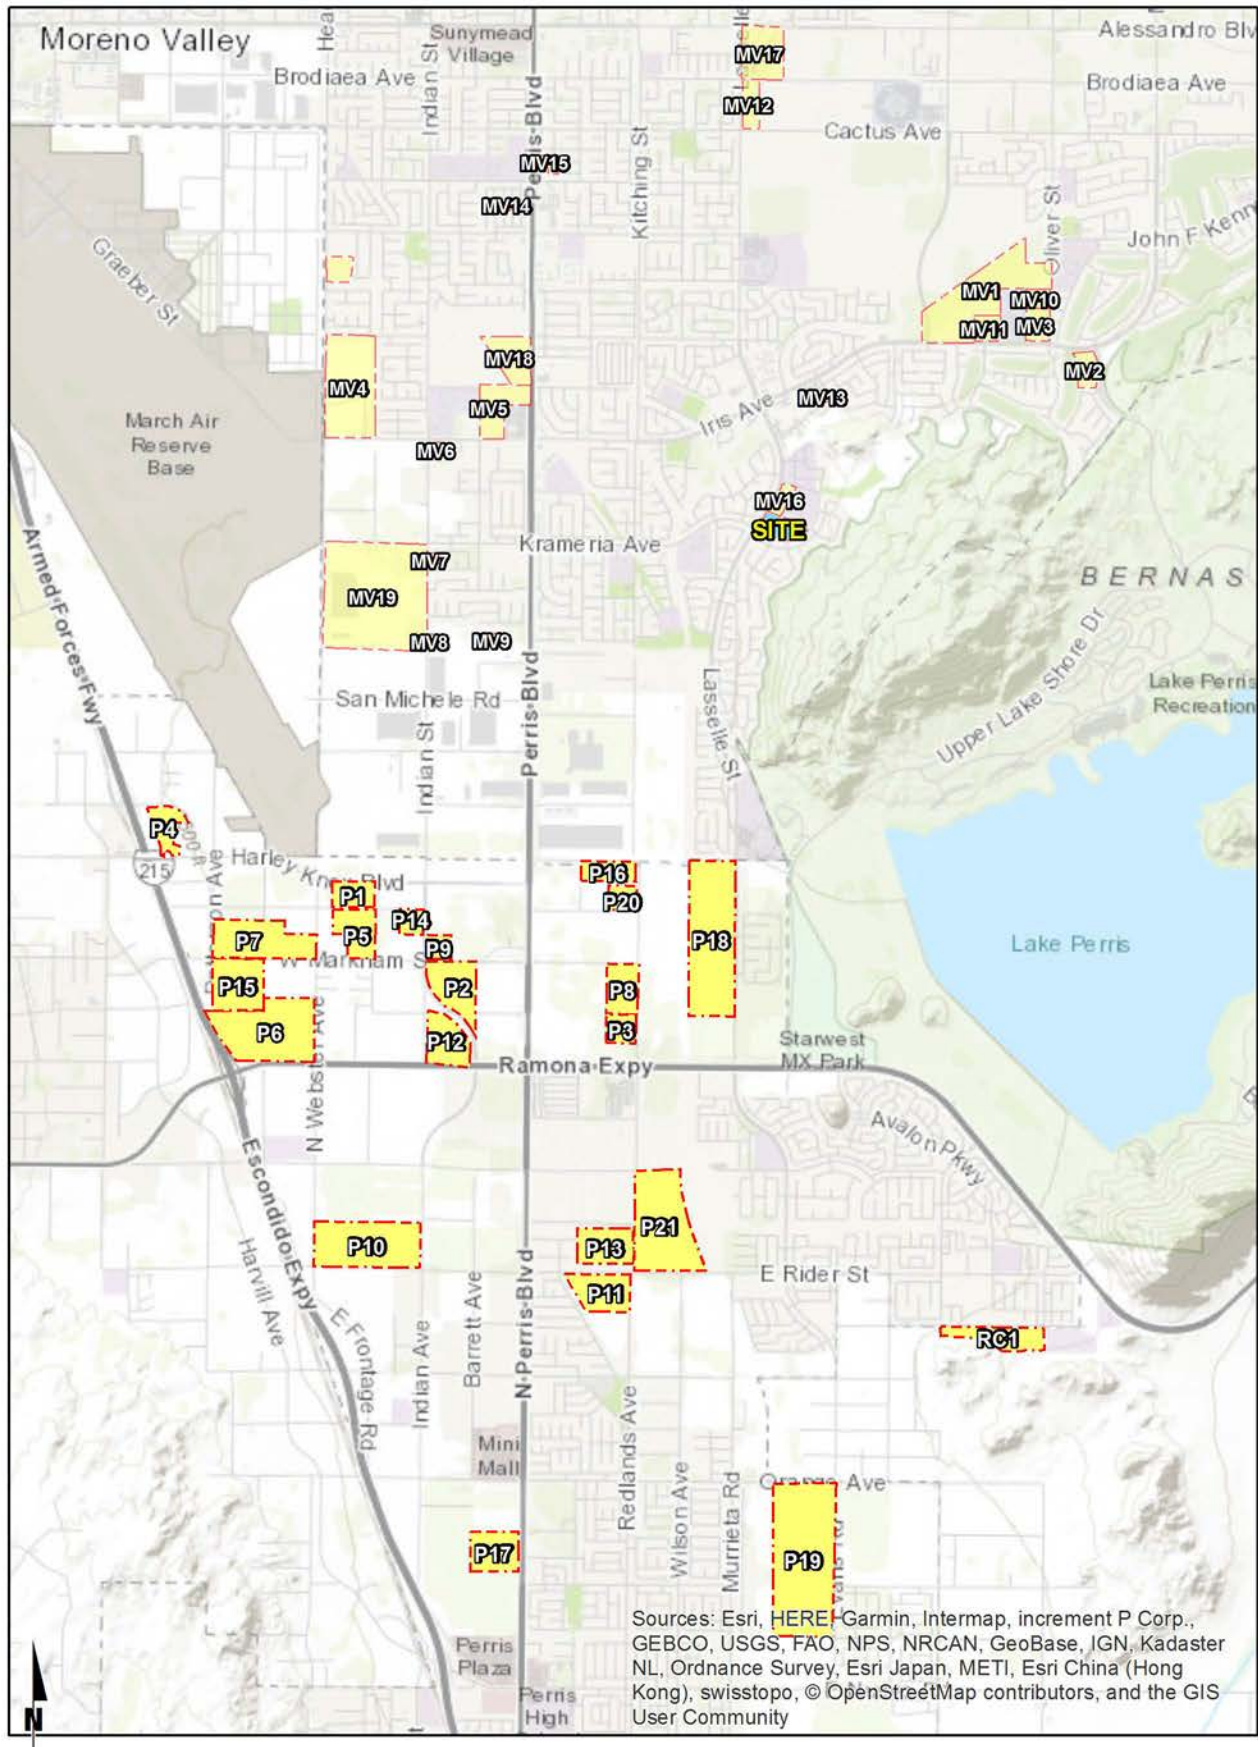 Moreno Valley
Hea
Sunymead
Village
Indian St
Perris Blvd
MV17
Alessandro Blv
Brodiaea Ave
Brodiaea Ave
MV12
Cactus Ave
MV15
MV14
Kitching St
Oliver St
John F Kenn
Graeber St
MV1
MV10
MV11
MV3
MV18
MV2
MV4
MV5
Iris Ave
MV13
March Air
Reserve
Base
MV6
MV16
SITE
Krameria Ave
Armed Forces Fwy
MV7
BERNAS
MV19
MV8
MV9
Upper Lake Shore Dr
San Michele Rd
Perris Blvd
Lasselle St
Lake Perris
Recreation
Indian St
P4
215
Harley Knox Blvd
P16
P1
P20
P14
P5
P7
P9
P18
Lake Perris
W Markham S
P15
P2
P8
P6
P12
P3
Starwest
MX Park
N Webster Ave
Ramona Expy
Avalon Pkwy
Escondido Expy
P21
P10
P13
E Rider St
Harvill Ave
P11
Barrett Ave
N Perris Blvd
E Frontage Rd
Indian Ave
RC1
Redlands Ave
Mini
Mall
Wilson Ave
Murrieta Rd
Orange Ave
P17
P19
Evans Rd
Perris
Plaza
Perris
High
Sources: Esri, HERE, Garmin, Intermap, increment P Corp.,
GEBCO, USGS, FAO, NPS, NRCAN, GeoBase, IGN, Kadaster
NL, Ordnance Survey, Esri Japan, METI, Esri China (Hong
Kong), swisstopo, © OpenStreetMap contributors, and the GIS
User Community
N